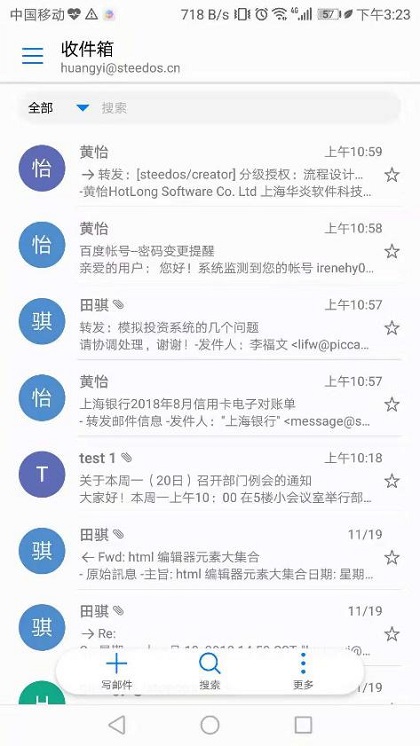 中国移动 718 B/s 4G 57 下午3:23
收件箱
huangyi@steedos.cn
全部 搜索
怡 黄怡 上午10:59
转发：[steedos/creator] 分级授权：流程设计...
-黄怡HotLong Software Co. Ltd 上海华炎软件科技...
怡 黄怡 上午10:58
百度帐号–密码变更提醒
亲爱的用户： 您好！系统监测到您的帐号 irenehy0...
骐 田骐 上午10:57
转发：模拟投资系统的几个问题
请协调处理，谢谢！-发件人：李福文 <lifw@picca...
怡 黄怡 上午10:57
上海银行2018年8月信用卡电子对账单
- 转发邮件信息 -发件人："上海银行" <message@s...
T test 1 上午10:18
关于本周一（20日）召开部门例会的通知
大家好！本周一上午10：00 在5楼小会议室举行部...
骐 田骐 11/19
Fwd: html 编辑器元素大集合
- 原始訊息 -主旨: html 编辑器元素大集合日期: 星期...
骐 田骐 11/19
Re:
写邮件 搜索 更多
11/19